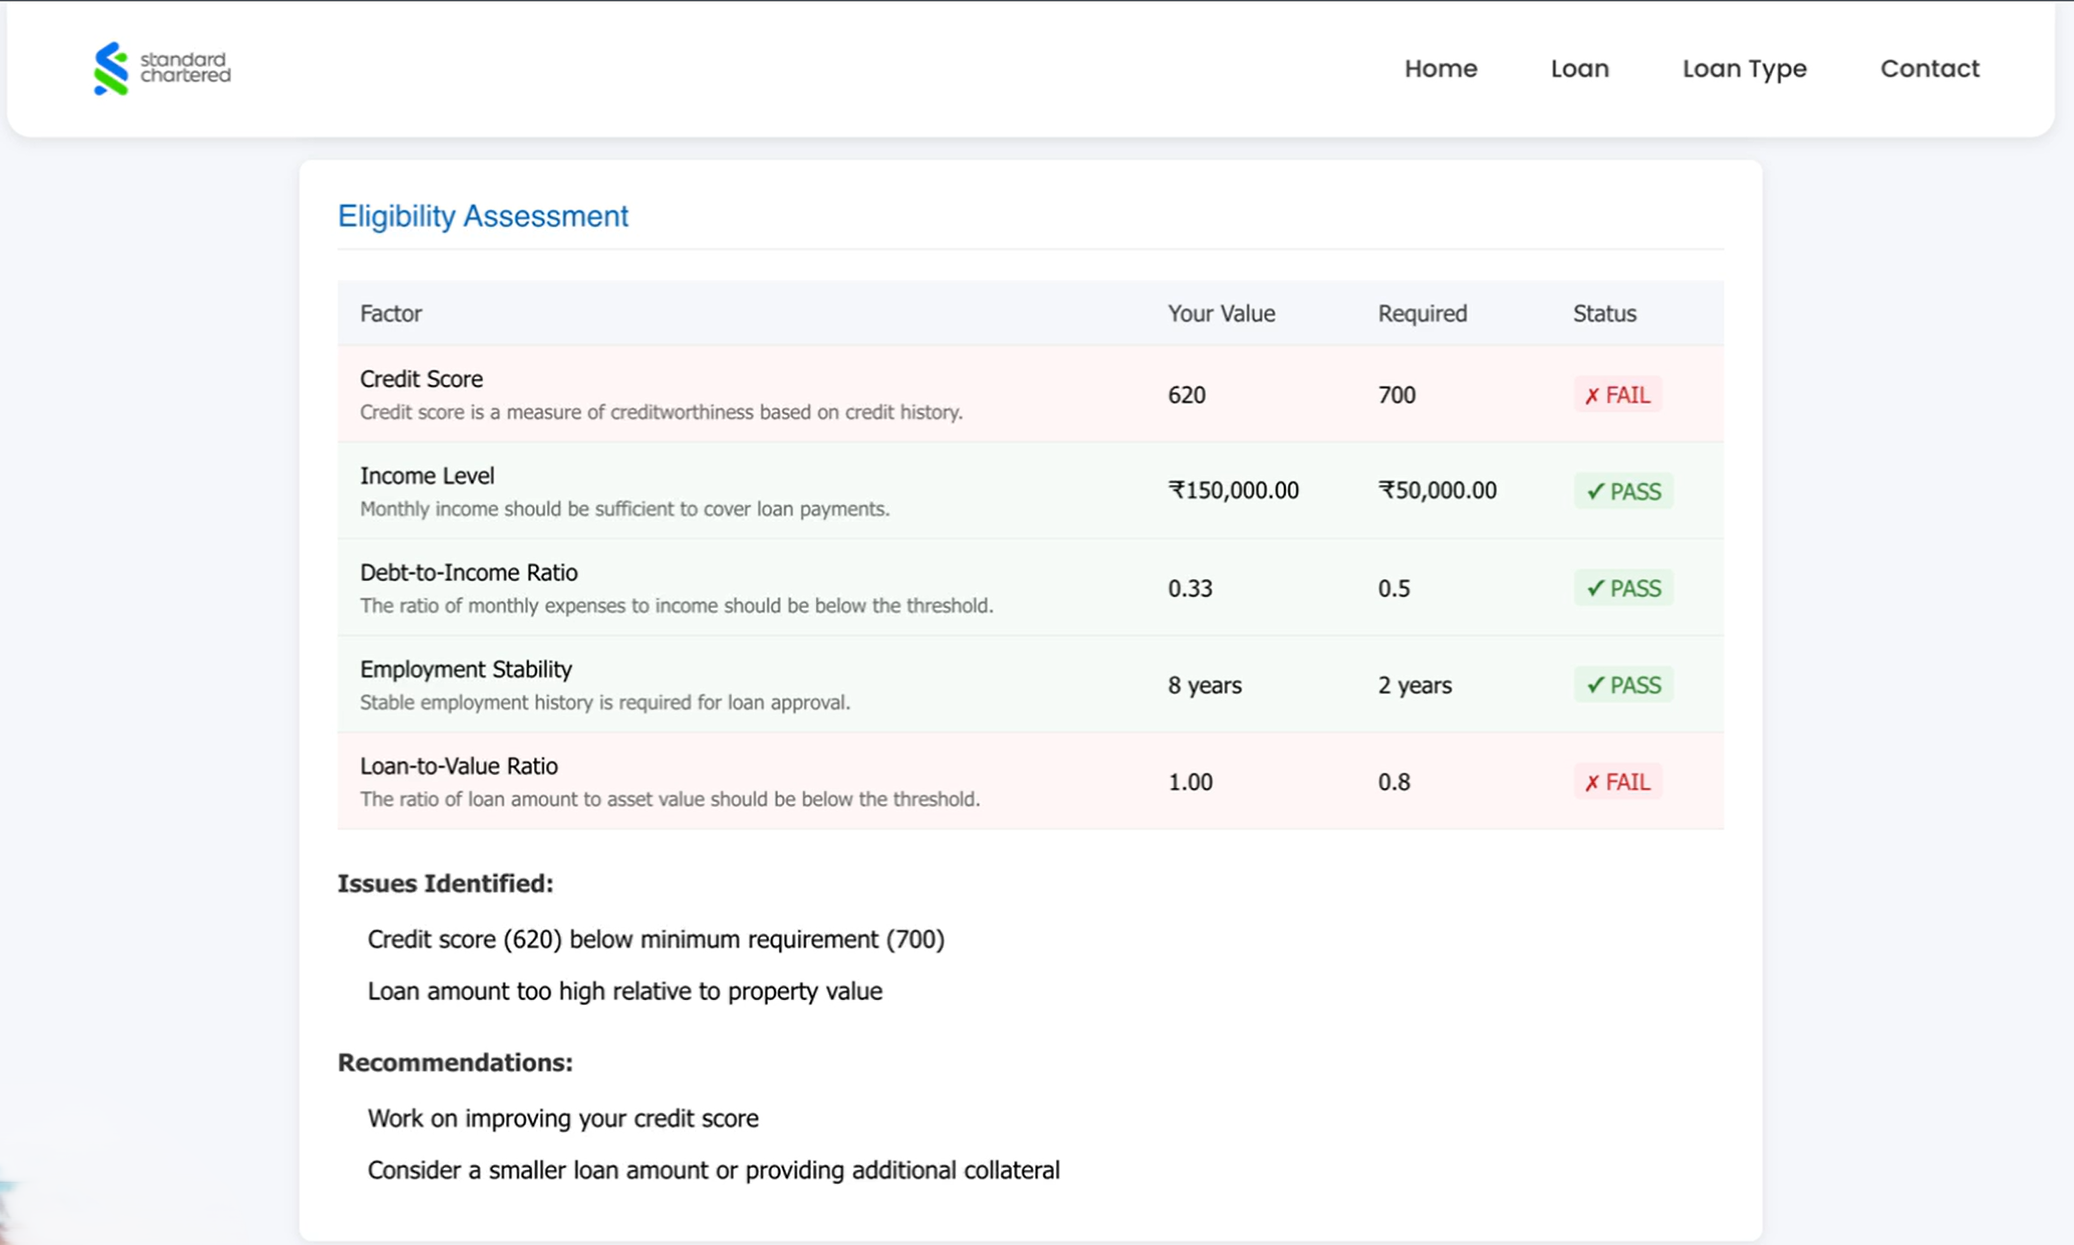 standard
chartered
Home Loan Loan Type Contact
Eligibility Assessment
Factor Your Value Required Status
Credit Score
Credit score is a measure of creditworthiness based on credit history.
620 700 ✗ FAIL
Income Level
Monthly income should be sufficient to cover loan payments.
₹150,000.00 ₹50,000.00 ✓ PASS
Debt-to-Income Ratio
The ratio of monthly expenses to income should be below the threshold.
0.33 0.5 ✓ PASS
Employment Stability
Stable employment history is required for loan approval.
8 years 2 years ✓ PASS
Loan-to-Value Ratio
The ratio of loan amount to asset value should be below the threshold.
1.00 0.8 ✗ FAIL
Issues Identified:
Credit score (620) below minimum requirement (700)
Loan amount too high relative to property value
Recommendations:
Work on improving your credit score
Consider a smaller loan amount or providing additional collateral